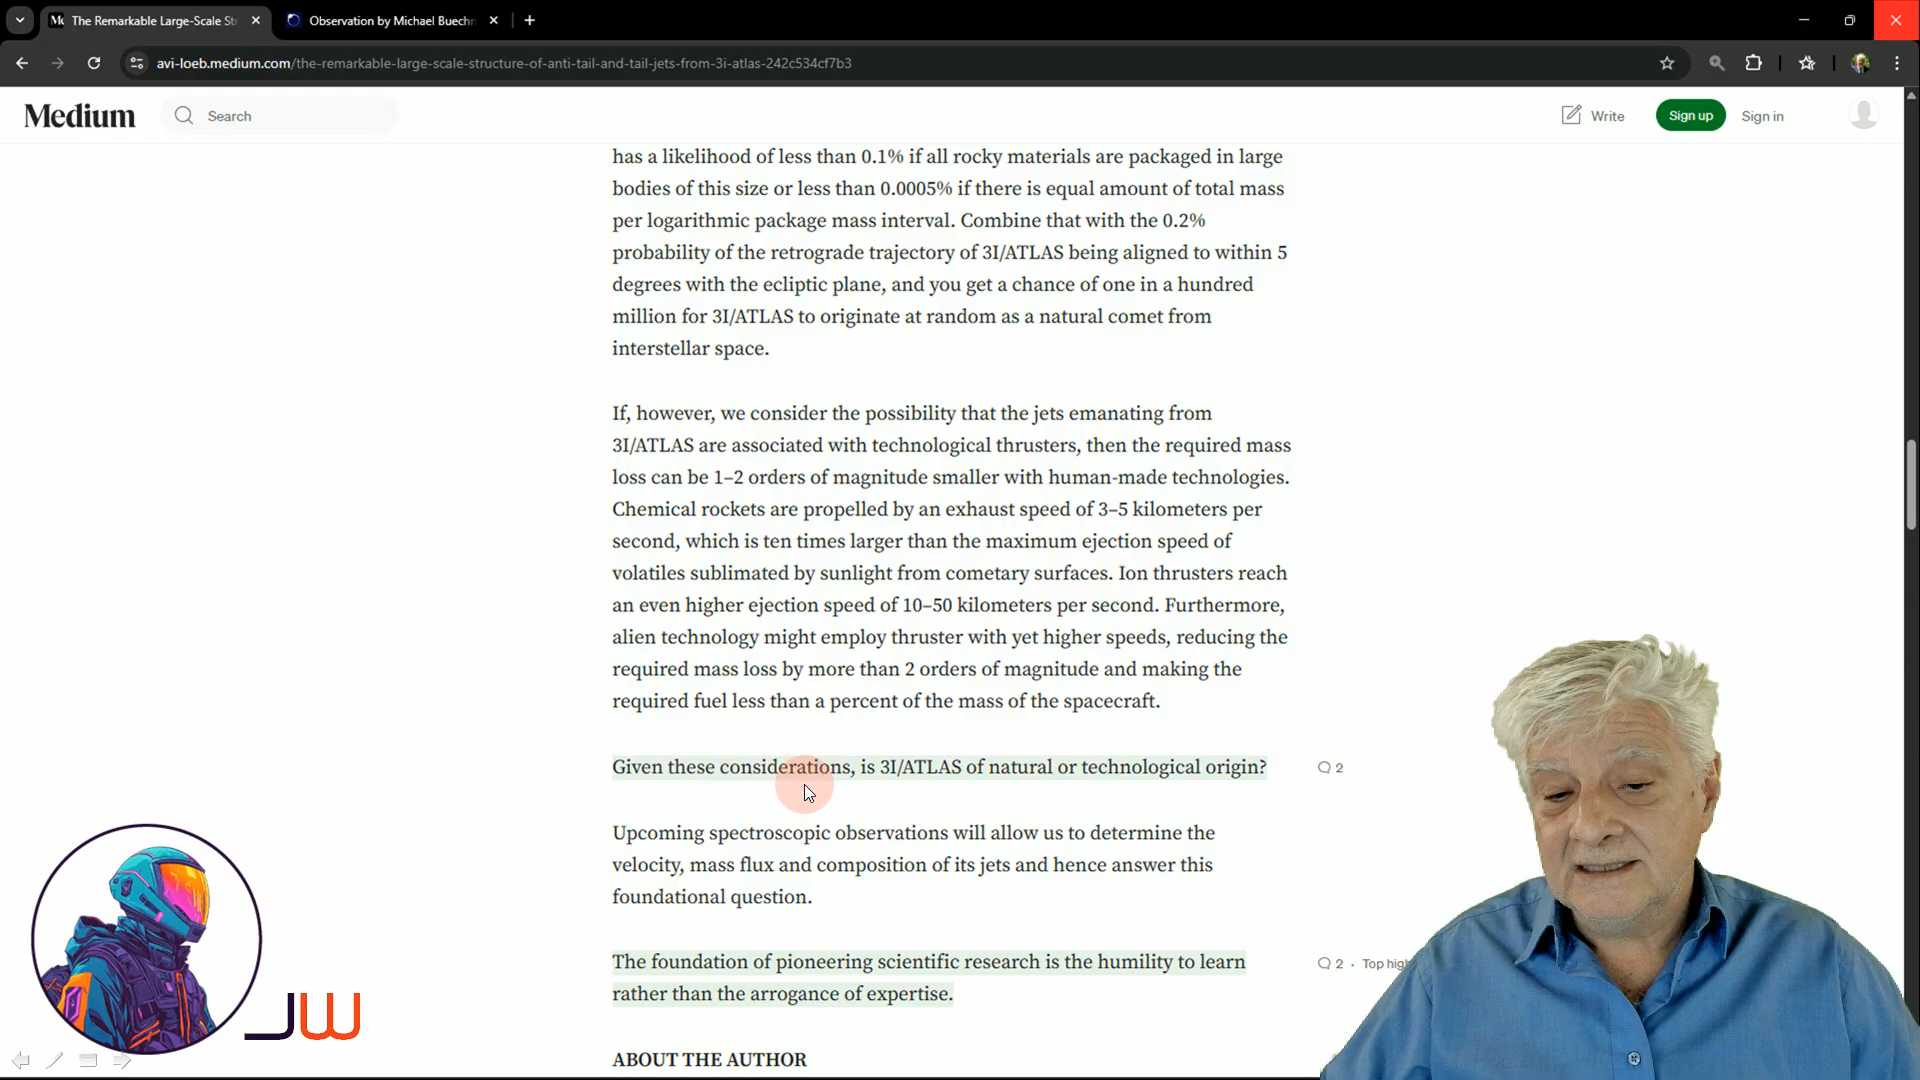 The Remarkable Large-Scale St
Observation by Michael Buechn
avi-loeb.medium.com/the-remarkable-large-scale-structure-of-anti-tail-and-tail-jets-from-3i-atlas-242c534cf7b3
Medium
Search
Write
Sign up
Sign in
has a likelihood of less than 0.1% if all rocky materials are packaged in large
bodies of this size or less than 0.0005% if there is equal amount of total mass
per logarithmic package mass interval. Combine that with the 0.2%
probability of the retrograde trajectory of 3I/ATLAS being aligned to within 5
degrees with the ecliptic plane, and you get a chance of one in a hundred
million for 3I/ATLAS to originate at random as a natural comet from
interstellar space.
If, however, we consider the possibility that the jets emanating from
3I/ATLAS are associated with technological thrusters, then the required mass
loss can be 1–2 orders of magnitude smaller with human-made technologies.
Chemical rockets are propelled by an exhaust speed of 3–5 kilometers per
second, which is ten times larger than the maximum ejection speed of
volatiles sublimated by sunlight from cometary surfaces. Ion thrusters reach
an even higher ejection speed of 10–50 kilometers per second. Furthermore,
alien technology might employ thruster with yet higher speeds, reducing the
required mass loss by more than 2 orders of magnitude and making the
required fuel less than a percent of the mass of the spacecraft.
Given these considerations, is 3I/ATLAS of natural or technological origin?
2
Upcoming spectroscopic observations will allow us to determine the
velocity, mass flux and composition of its jets and hence answer this
foundational question.
The foundation of pioneering scientific research is the humility to learn
2 · Top hig
rather than the arrogance of expertise.
JW
ABOUT THE AUTHOR